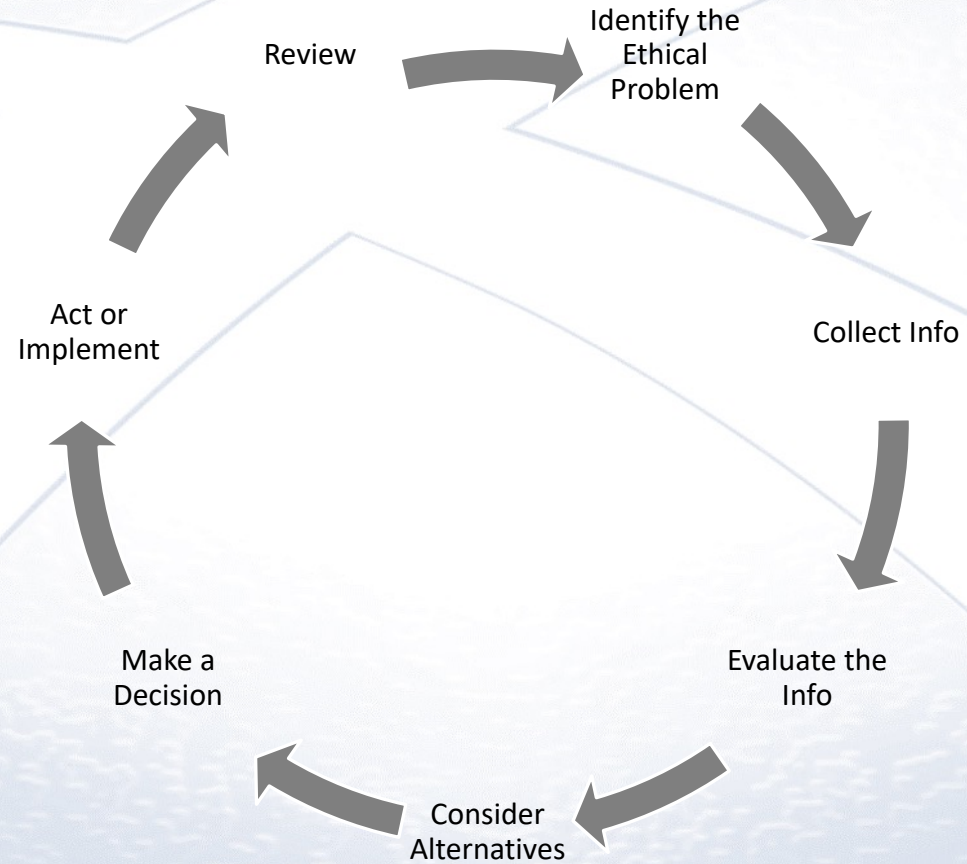 Identify the
Ethical
Problem
Collect Info
Evaluate the
Info
Consider
Alternatives
Make a
Decision
Act or
Implement
Review